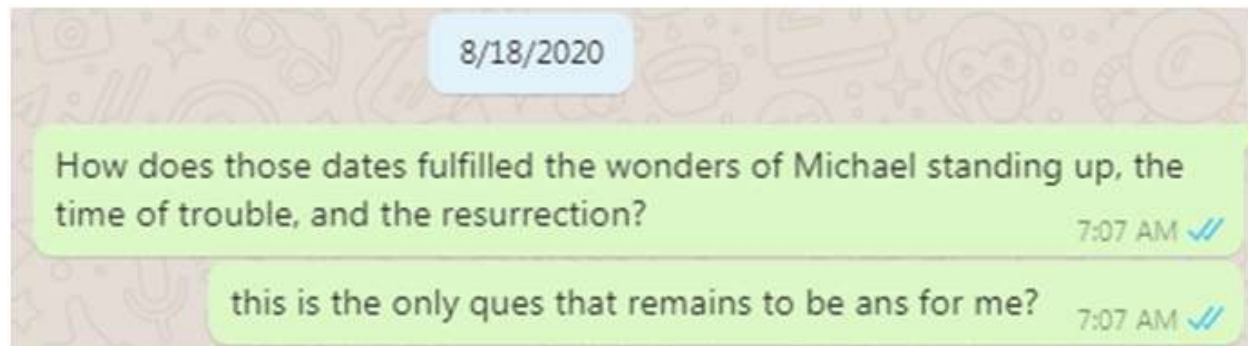 8/18/2020
How does those dates fulfilled the wonders of Michael standing up, the
time of trouble, and the resurrection?
7:07 AM
this is the only ques that remains to be ans for me?
7:07 AM